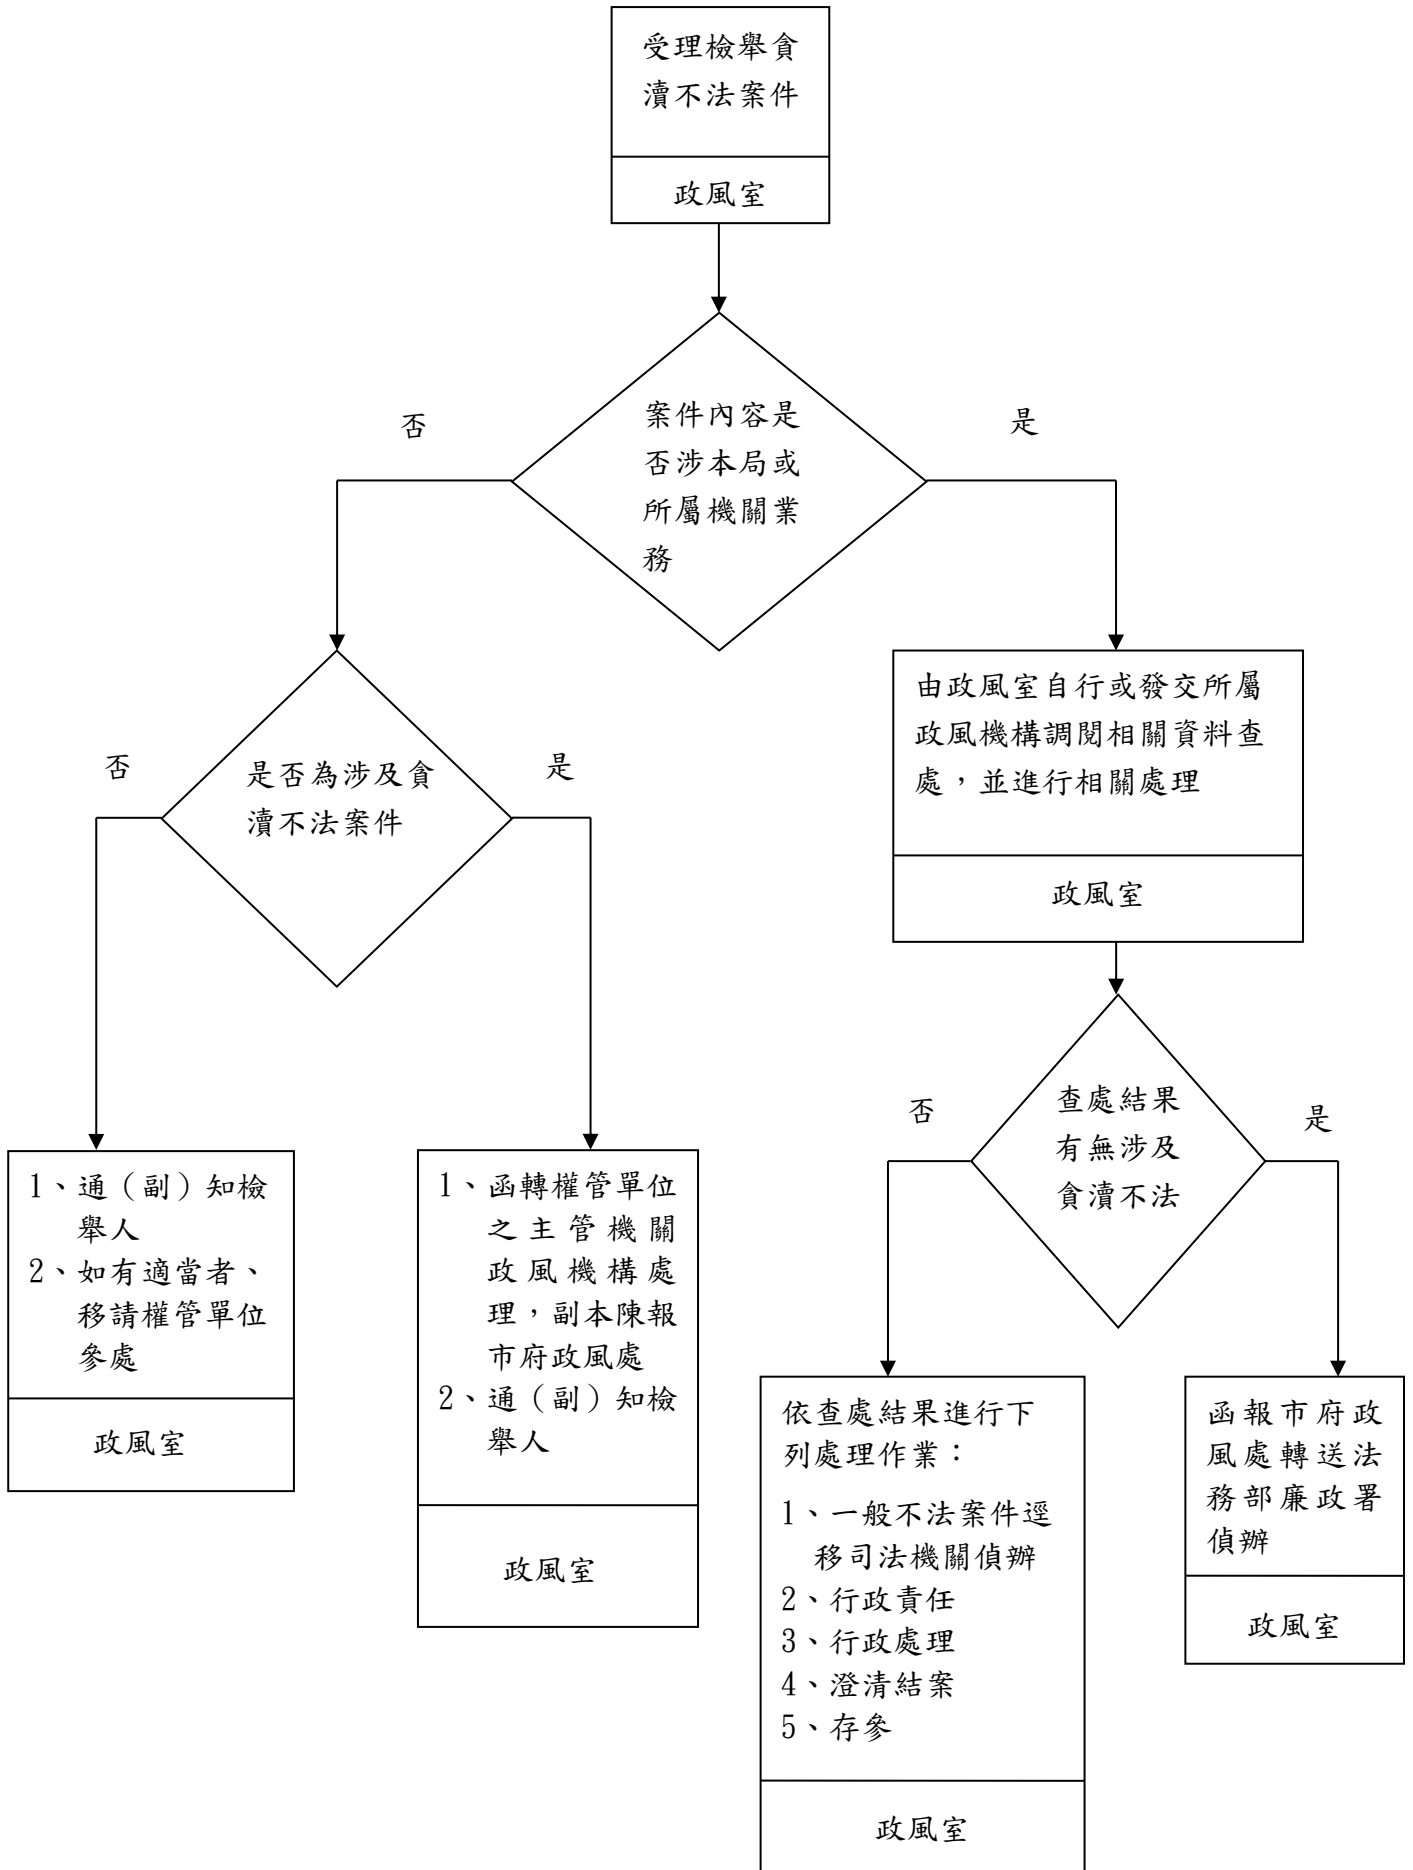 受理檢舉貪
瀆不法案件
政風室
案件內容是
否涉本局或
所屬機關業
務
否
是
是否為涉及貪
瀆不法案件
否
是
由政風室自行或發交所屬
政風機構調閱相關資料查
處，並進行相關處理
政風室
查處結果
有無涉及
貪瀆不法
否
是
1、通（副）知檢
舉人
2、如有適當者、
移請權管單位
參處
政風室
1、函轉權管單位
之主管機關
政風機構處
理，副本陳報
市府政風處
2、通（副）知檢
舉人
政風室
依查處結果進行下
列處理作業：
1、一般不法案件逕
移司法機關偵辦
2、行政責任
3、行政處理
4、澄清結案
5、存參
政風室
函報市府政
風處轉送法
務部廉政署
偵辦
政風室